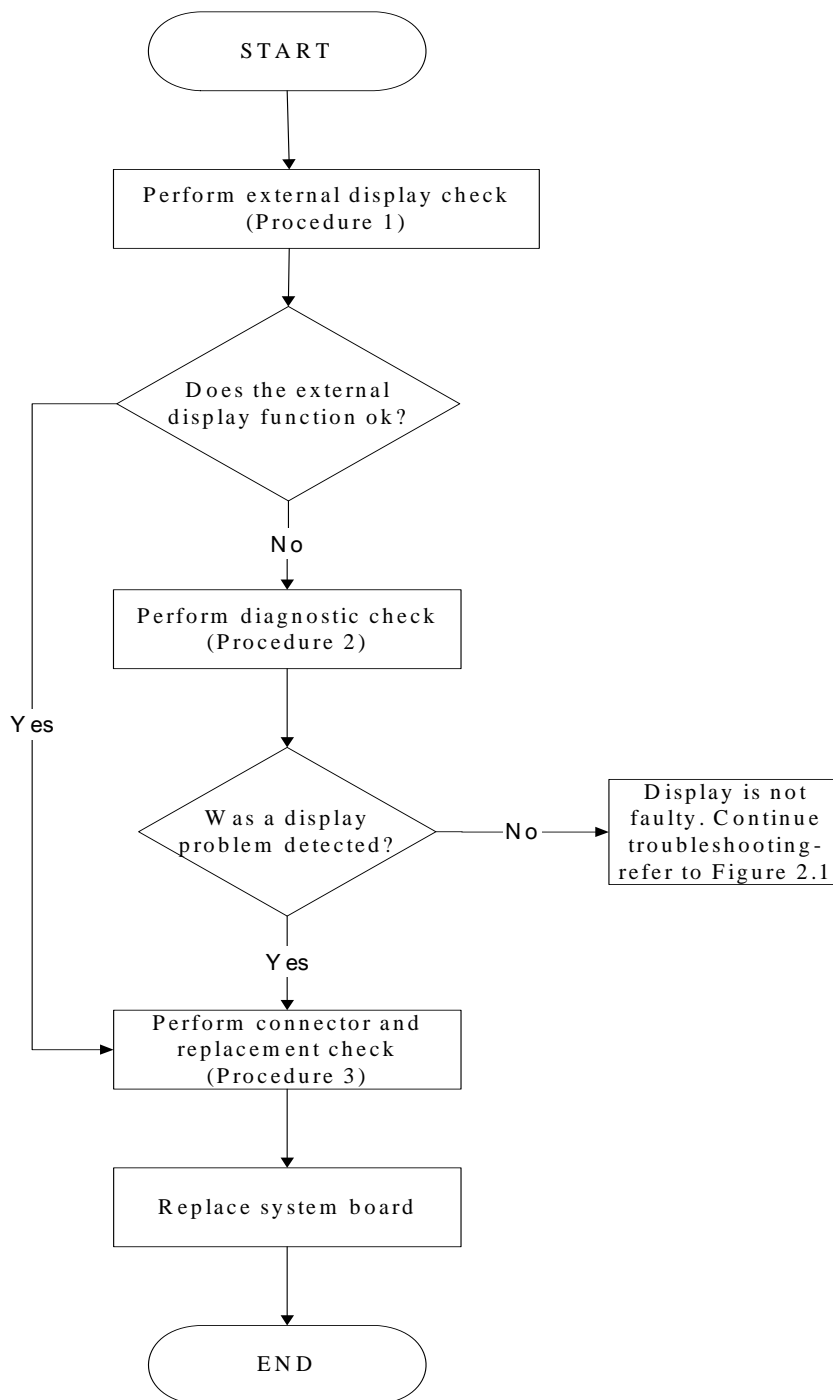 START
Perform external display check
(Procedure 1)
Does the external
display function ok?
No
Perform diagnostic check
(Procedure 2)
Yes
Was a display
problem detected?
No
Display is not
faulty. Continue
troubleshooting-
refer to Figure 2.1
Yes
Perform connector and
replacement check
(Procedure 3)
Replace system board
END